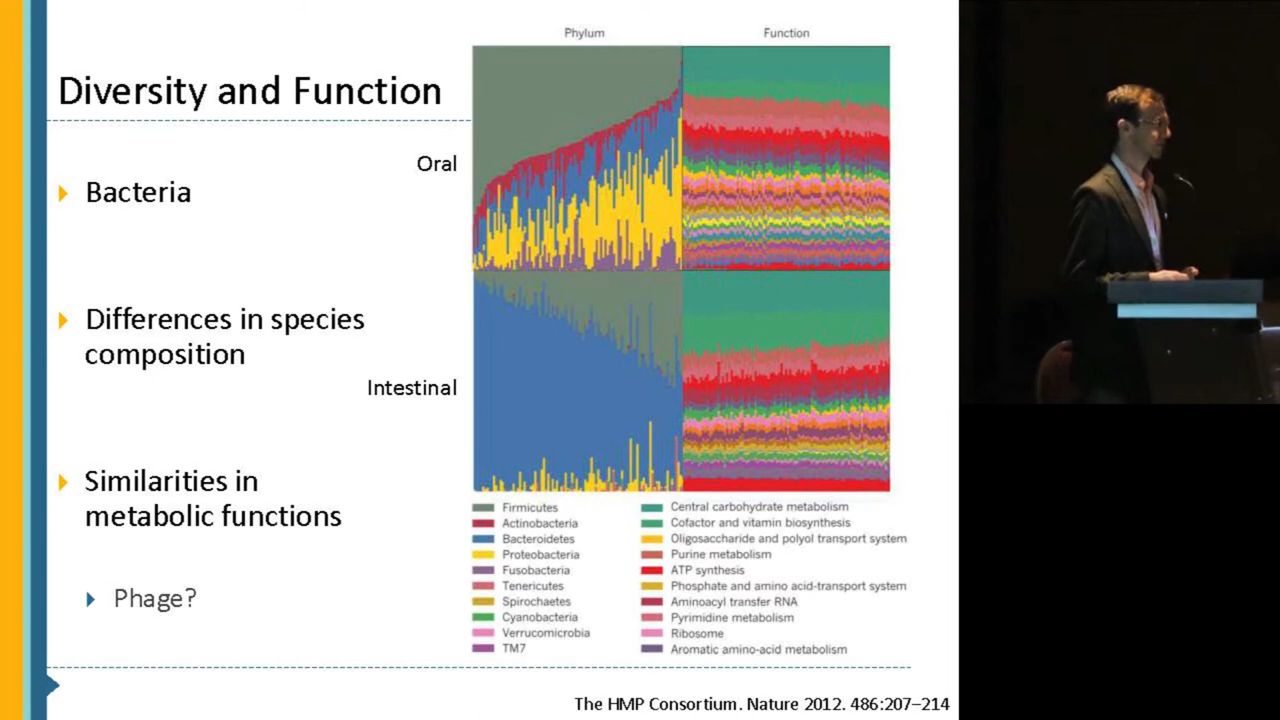 Diversity and Function
Bacteria
Differences in species
composition
Similarities in
metabolic functions
Phage?
Phylum
Function
Oral
Intestinal
Firmicutes
Actinobacteria
Bacteroidetes
Proteobacteria
Fusobacteria
Tenericutes
Spirochaetes
Cyanobacteria
Verrucomicrobia
TM7
Central carbohydrate metabolism
Cofactor and vitamin biosynthesis
Oligosaccharide and polyol transport system
Purine metabolism
ATP synthesis
Phosphate and amino acid-transport system
Aminoacyl transfer RNA
Pyrimidine metabolism
Ribosome
Aromatic amino-acid metabolism
The HMP Consortium. Nature 2012. 486:207–214